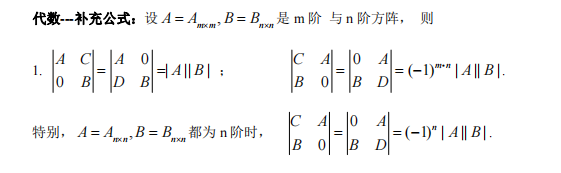 代数---补充公式：设 $A = A_{m\times m}, B = B_{n\times n}$ 是 m 阶 与 n 阶方阵， 则
1. $\begin{vmatrix} A & C \\ 0 & B \end{vmatrix} = \begin{vmatrix} A & 0 \\ D & B \end{vmatrix} = |A||B|$ ； $\begin{vmatrix} C & A \\ B & 0 \end{vmatrix} = \begin{vmatrix} 0 & A \\ B & D \end{vmatrix} = (-1)^{m*n} |A||B|.$
特别， $A = A_{n\times n}, B = B_{n\times n}$ 都为 n 阶时， $\begin{vmatrix} C & A \\ B & 0 \end{vmatrix} = \begin{vmatrix} 0 & A \\ B & D \end{vmatrix} = (-1)^{n} |A||B|.$